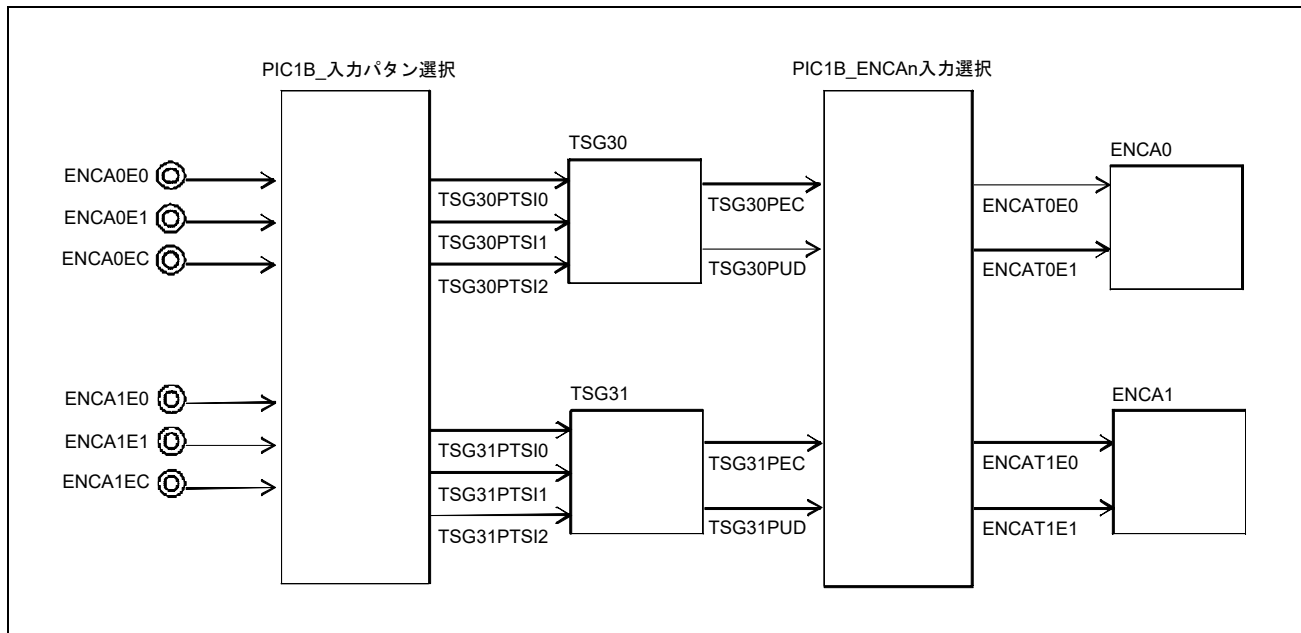 PIC1B_入力パタン選択
PIC1B_ENCAn入力選択
TSG30
ENCA0
ENCA0E0
ENCA0E1
ENCA0EC
TSG30PTSI0
TSG30PTSI1
TSG30PTSI2
TSG30PEC
TSG30PUD
ENCAT0E0
ENCAT0E1
TSG31
ENCA1
ENCA1E0
ENCA1E1
ENCA1EC
TSG31PTSI0
TSG31PTSI1
TSG31PTSI2
TSG31PEC
TSG31PUD
ENCAT1E0
ENCAT1E1